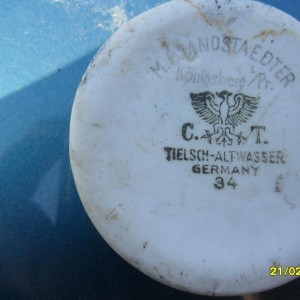 M. BRANDSTAEDTER
Königsberg /Pr.
C. T.
TIELSCH-ALTWASSER
GERMANY
34
21/02